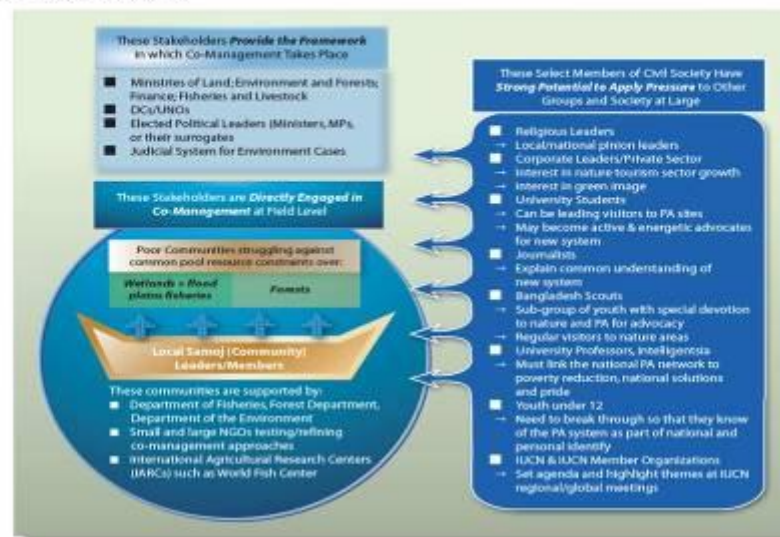 These Stakeholders Provide the Framework
in which Co-Management Takes Place
Ministries of Land; Environment and Forests;
Finance; Fisheries and Livestock
DCs/UNOs
Elected Political Leaders (Ministers, MPs,
or their surrogates
Judicial System for Environment Cases
These Stakeholders are Directly Engaged in
Co-Management at Field Level
Poor Communities struggling against
common pool resource constraints over:
Wetlands = flood
plains fisheries
Forests
Local Samoj (Community)
Leaders/Members
These communities are supported by:
Department of Fisheries, Forest Department,
Department of the Environment
Small and large NGOs testing/refining
co-management approaches
International Agricultural Research Centers
(IARCs) such as World Fish Center
These Select Members of Civil Society Have
Strong Potential to Apply Pressure to Other
Groups and Society at Large
Religious Leaders
→ Local/national pinion leaders
Corporate Leaders/Private Sector
→ Interest in nature tourism sector growth
→ Interest in green image
University Students
→ Can be leading visitors to PA sites
→ May become active & energetic advocates
for new system
Journalists
→ Explain common understanding of
new system
Bangladesh Scouts
→ Sub-group of youth with special devotion
to nature and PA for advocacy
→ Regular visitors to nature areas
University Professors, Intelligentsia
→ Must link the national PA network to
poverty reduction, national solutions
and pride
Youth under 12
→ Need to break through so that they know
of the PA system as part of national and
personal identify
IUCN & IUCN Member Organizations
→ Set agenda and highlight themes at IUCN
regional/global meetings